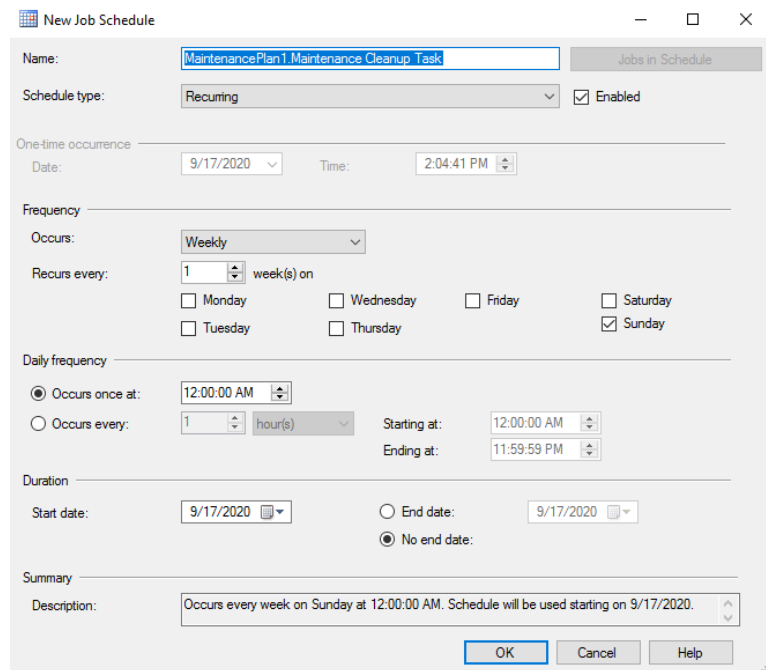 New Job Schedule
Name: MaintenancePlan1.Maintenance Cleanup Task Jobs in Schedule
Schedule type: Recurring Enabled
One-time occurrence
Date: 9/17/2020 Time: 2:04:41 PM
Frequency
Occurs: Weekly
Recurs every: 1 week(s) on
Monday Wednesday Friday Saturday
Tuesday Thursday Sunday
Daily frequency
Occurs once at: 12:00:00 AM
Occurs every: 1 hour(s) Starting at: 12:00:00 AM
Ending at: 11:59:59 PM
Duration
Start date: 9/17/2020 End date: 9/17/2020
No end date:
Summary
Description: Occurs every week on Sunday at 12:00:00 AM. Schedule will be used starting on 9/17/2020.
OK Cancel Help